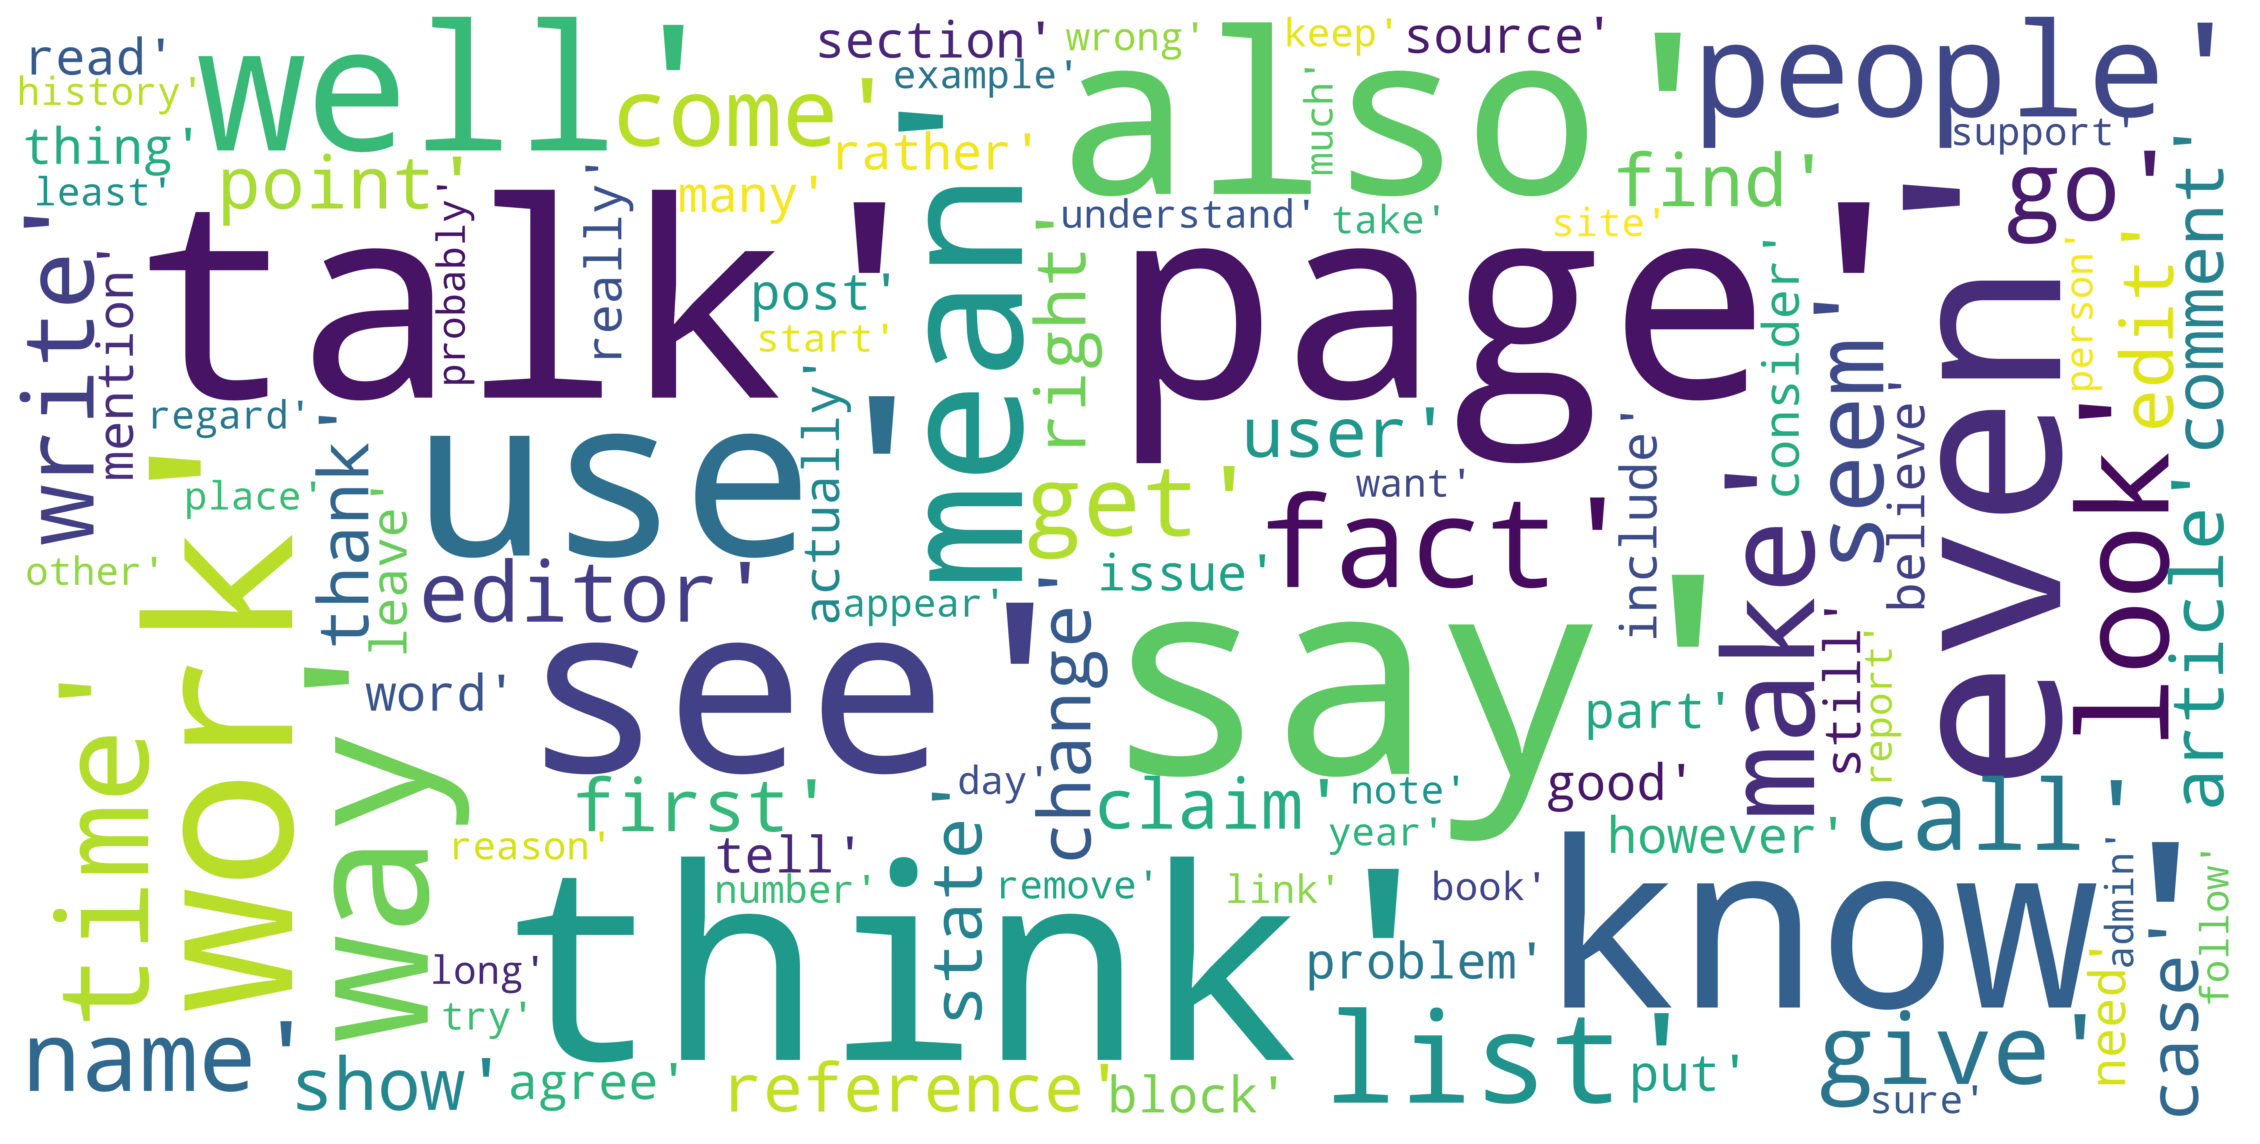 read'
well'
section'
wrong'
keep'
source'
also'
people'
history'
come'
example'
thing'
rather'
much'
support'
least'
point'
probably'
really'
many'
mean'
understand'
take'
site'
find'
go'
comment'
write'
mention'
talk'
post'
start'
right'
page'
consider'
seem'
even'
person'
edit'
look'
regard'
thank'
use'
actually'
user'
want'
get'
fact'
include'
make'
believe'
article'
work'
place'
leave'
other'
editor'
appear'
issue'
change'
say'
still'
report'
time'
way'
word'
see'
part'
day'
first'
claim'
note'
good'
year'
however'
call'
reason'
tell'
number'
state'
remove'
link'
book'
know'
admin'
follow'
long'
try'
think'
problem'
need'
case'
name'
show'
agree'
reference'
block'
list'
put'
give'
sure'